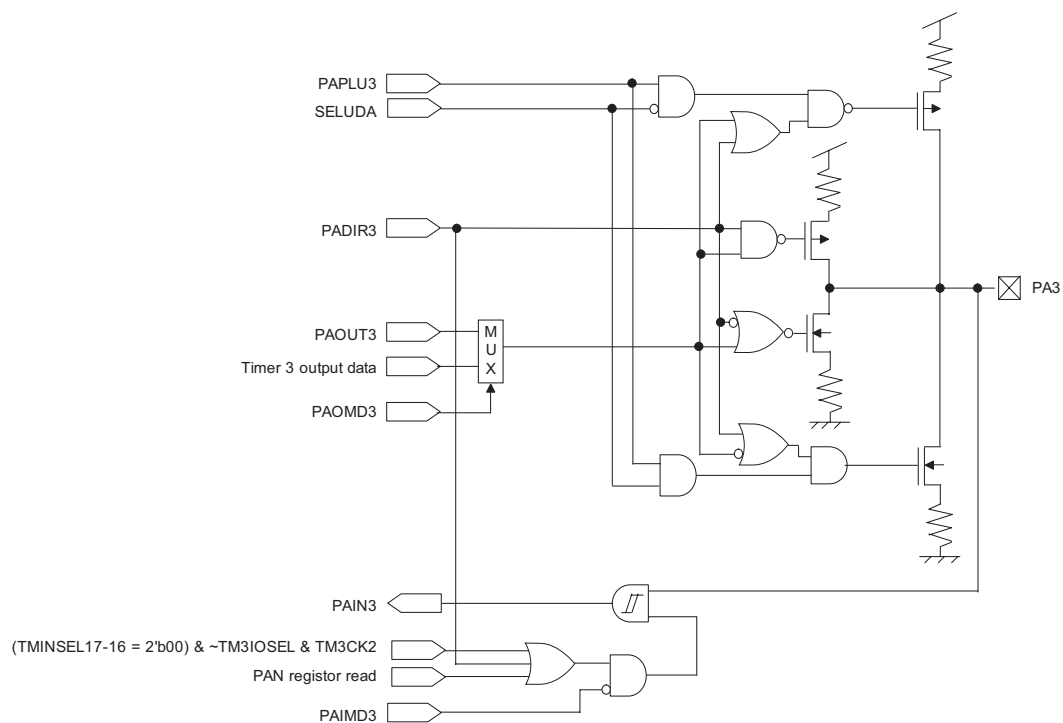 PAPLU3
SELUDA
PADIR3
PA3
PAOUT3
MUX
Timer 3 output data
PAOMD3
PAIN3
(TMINSEL17-16 = 2'b00) & ~TM3IOSEL & TM3CK2
PAN registor read
PAIMD3